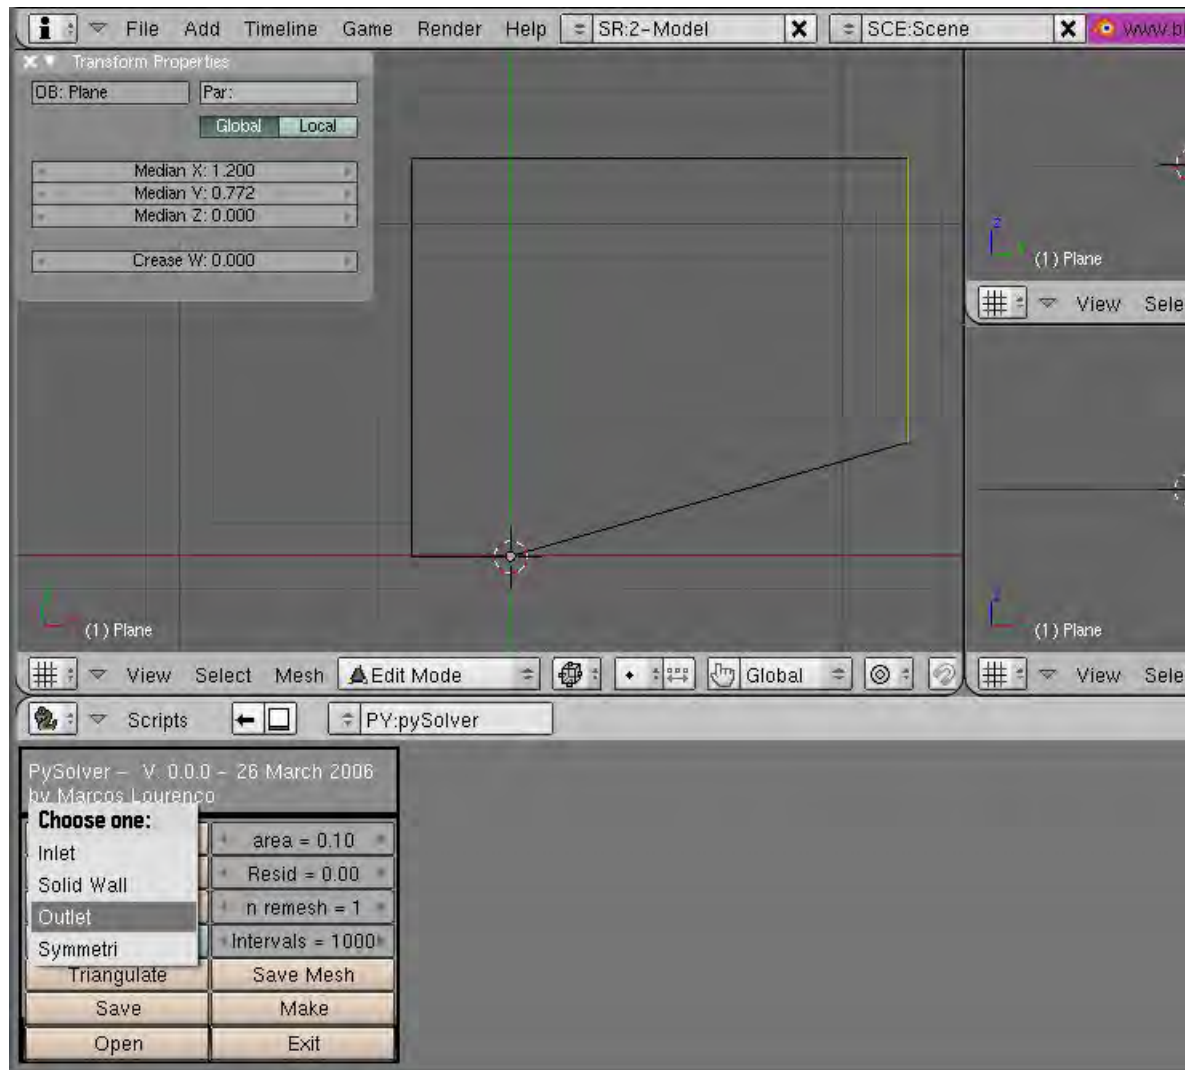 File Add Timeline Game Render Help SR:2-Model SCE:Scene www.b
Transform Properties
OB: Plane Par:
Global Local
Median X: 1.200
Median V: 0.772
Median Z: 0.000
Crease W: 0.000
z
(1) Plane
View Sele
(1) Plane
z
(1) Plane
View Select Mesh Edit Mode Global
View Sele
Scripts PY:pySolver
PySolver - V. 0.0.0 - 26 March 2006
by Marcos Lourenco
Choose one:
Inlet
Solid Wall
Outlet
Symmetri
area = 0.10
Resid = 0.00
n remesh = 1
Intervals = 1000
Triangulate Save Mesh
Save Make
Open Exit